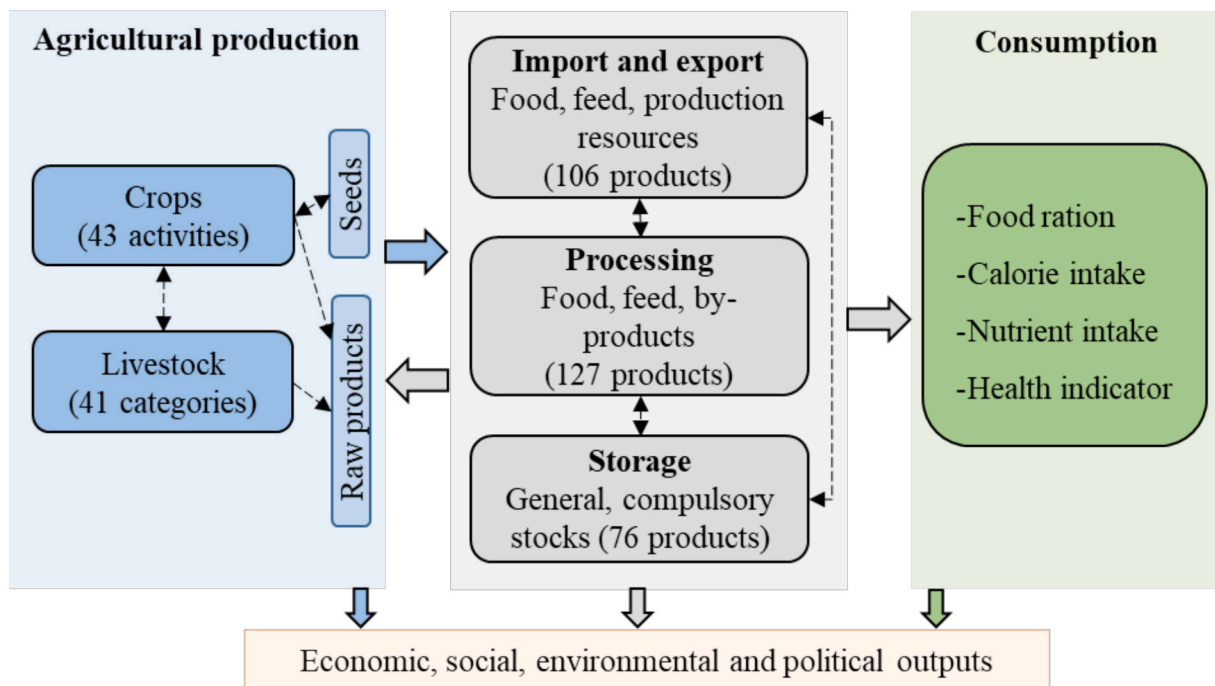 Agricultural production
Crops
(43 activities)
Seeds
Livestock
(41 categories)
Raw products
Import and export
Food, feed, production
resources
(106 products)
Processing
Food, feed, by-
products
(127 products)
Storage
General, compulsory
stocks (76 products)
Consumption
-Food ration
-Calorie intake
-Nutrient intake
-Health indicator
Economic, social, environmental and political outputs